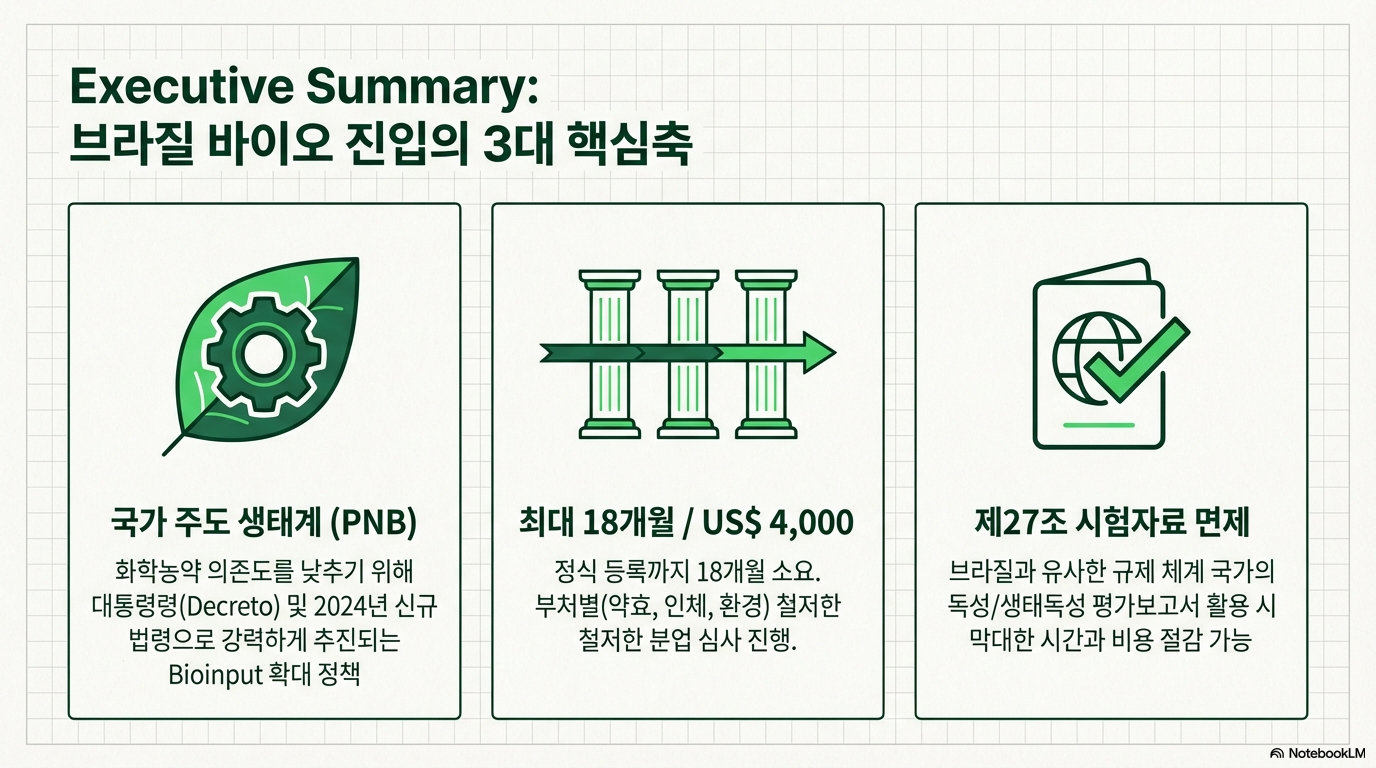 Executive Summary:
브라질 바이오 진입의 3대 핵심축
국가 주도 생태계 (PNB)
화학농약 의존도를 낮추기 위해
대통령령(Decreto) 및 2024년 신규
법령으로 강력하게 추진되는
Bioinput 확대 정책
최대 18개월 / US$ 4,000
정식 등록까지 18개월 소요.
부처별(약효, 인체, 환경) 철저한
철저한 분업 심사 진행.
제27조 시험자료 면제
브라질과 유사한 규제 체계 국가의
독성/생태독성 평가보고서 활용 시
막대한 시간과 비용 절감 가능
NotebookLM